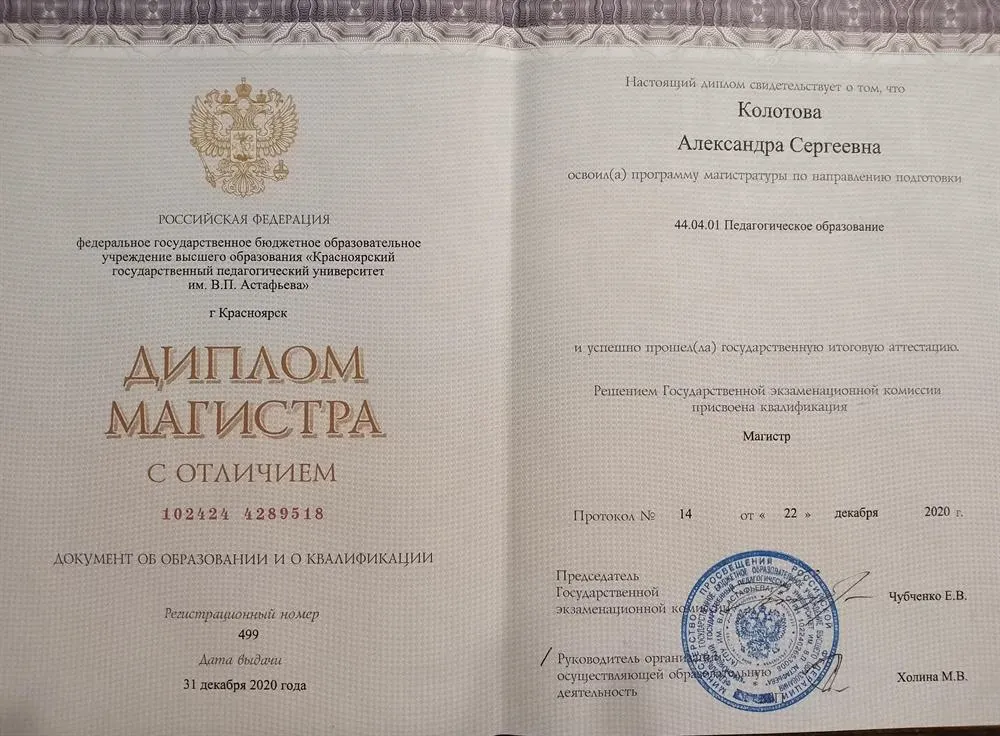 РОССИЙСКАЯ ФЕДЕРАЦИЯ
федеральное государственное бюджетное образовательное
учреждение высшего образования «Красноярский
государственный педагогический университет
им. В.П. Астафьева»
г Красноярск
ДИПЛОМ
МАГИСТРА
С ОТЛИЧИЕМ
102424 4289518
ДОКУМЕНТ ОБ ОБРАЗОВАНИИ И О КВАЛИФИКАЦИИ
Регистрационный номер
499
Дата выдачи
31 декабря 2020 года
Настоящий диплом свидетельствует о том, что
Колотова
Александра Сергеевна
освоил(а) программу магистратуры по направлению подготовки
44.04.01 Педагогическое образование
и успешно прошел(ла) государственную итоговую аттестацию.
Решением Государственной экзаменационной комиссии
присвоена квалификация
Магистр
Протокол № 14 от « 22 » декабря 2020 г.
Председатель
Государственной
экзаменационной комиссии
Чубченко Е.В.
Руководитель организации,
осуществляющей образовательную
деятельность
Холина М.В.